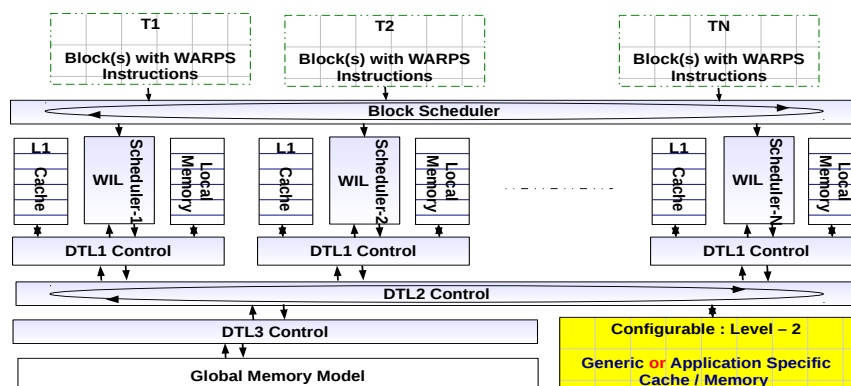 T1
Block(s) with WARPS
Instructions
T2
Block(s) with WARPS
Instructions
TN
Block(s) with WARPS
Instructions
Block Scheduler
L1
Cache
WIL
Scheduler-1
Local
Memory
L1
Cache
WIL
Scheduler-2
Local
Memory
L1
Cache
WIL
Scheduler-N
Local
Memory
DTL1 Control
DTL1 Control
DTL1 Control
DTL2 Control
DTL3 Control
Global Memory Model
Configurable : Level – 2
Generic or Application Specific
Cache / Memory